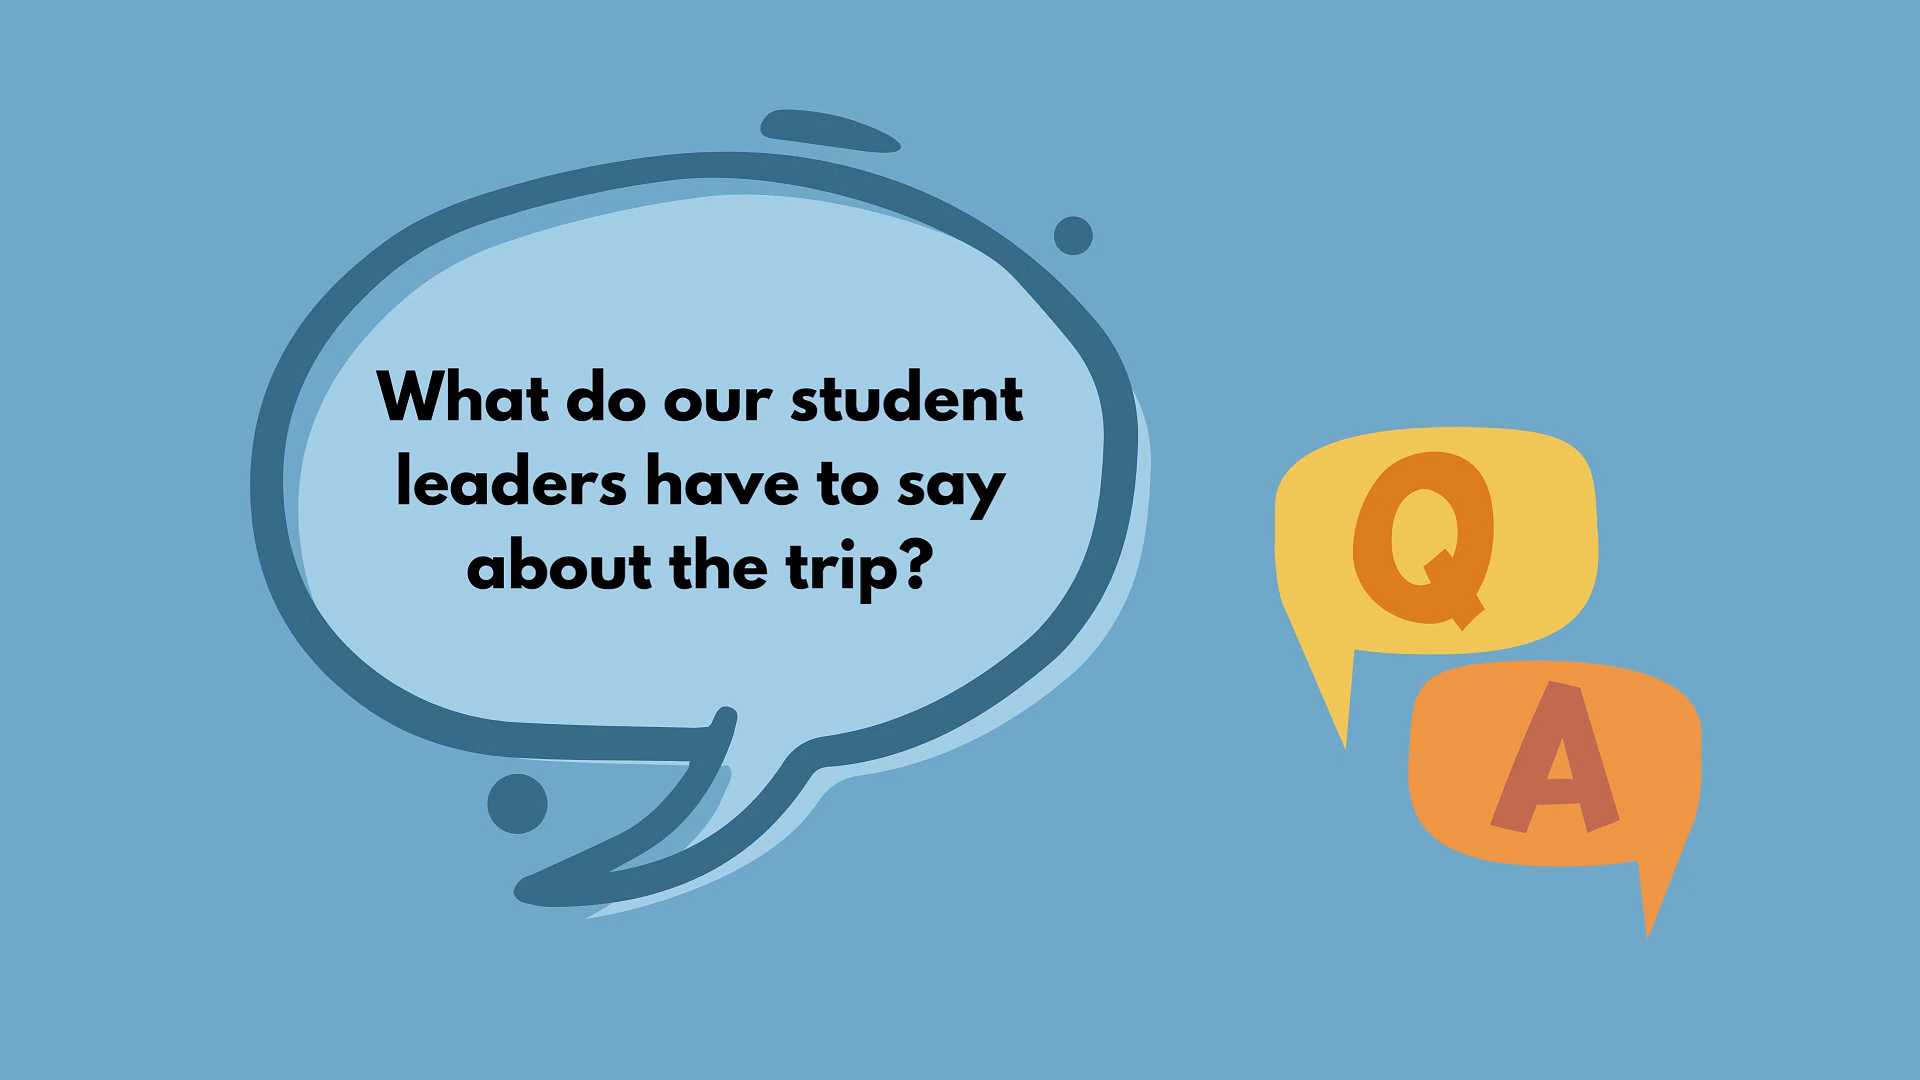 What do our student
leaders have to say
about the trip?
Q
A